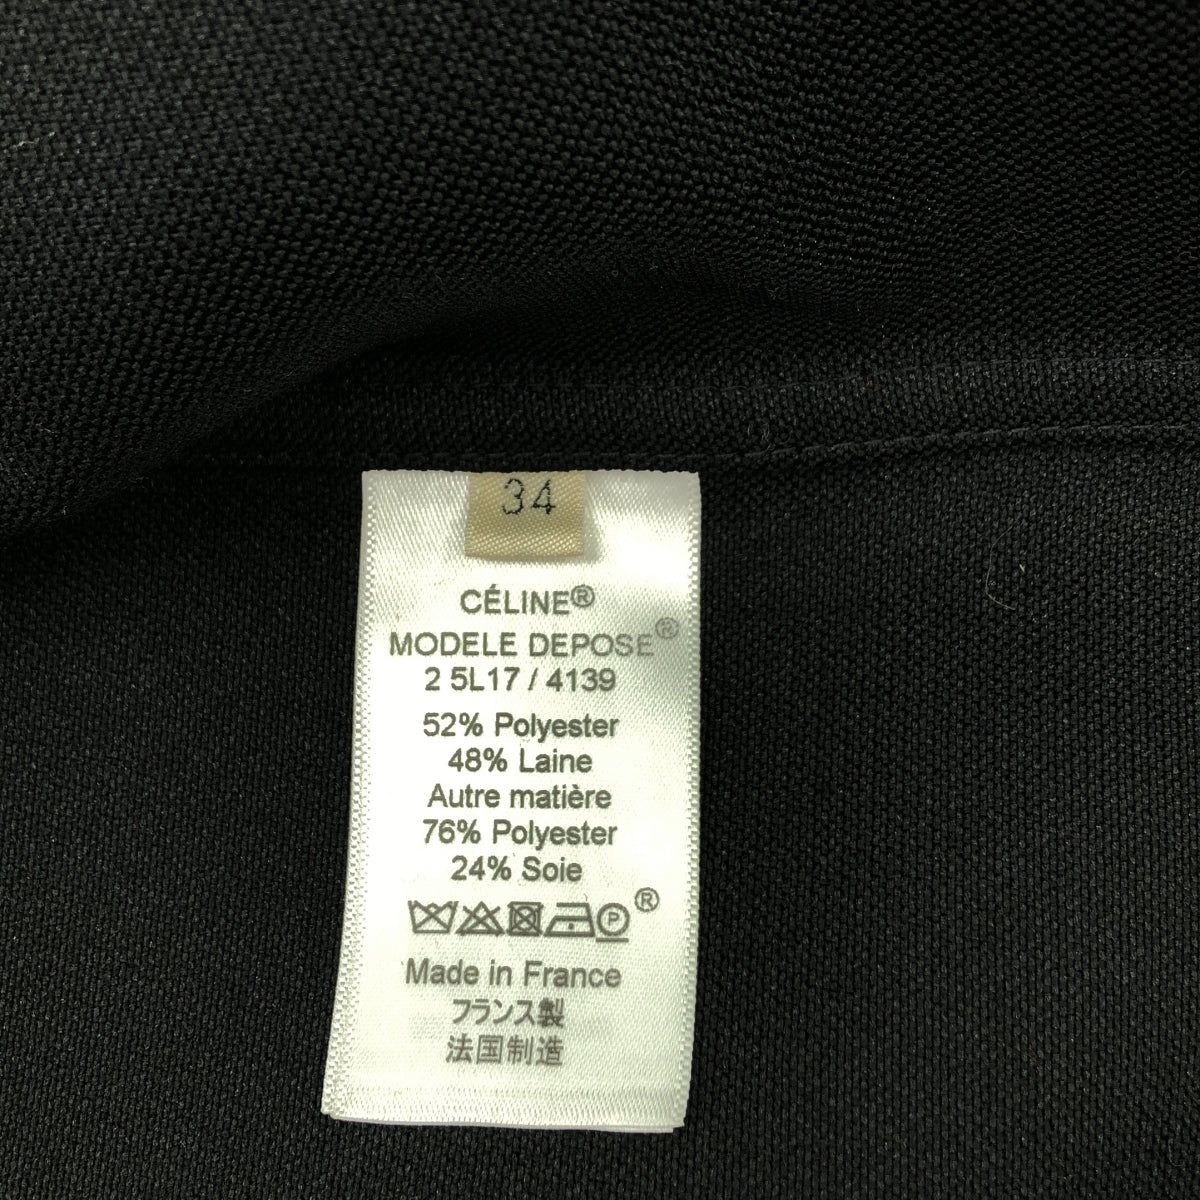 34
CÉLINE®
MODELE DEPOSE®
2 5L17 / 4139
52% Polyester
48% Laine
Autre matière
76% Polyester
24% Soie
P ®
Made in France
フランス製
法国制造